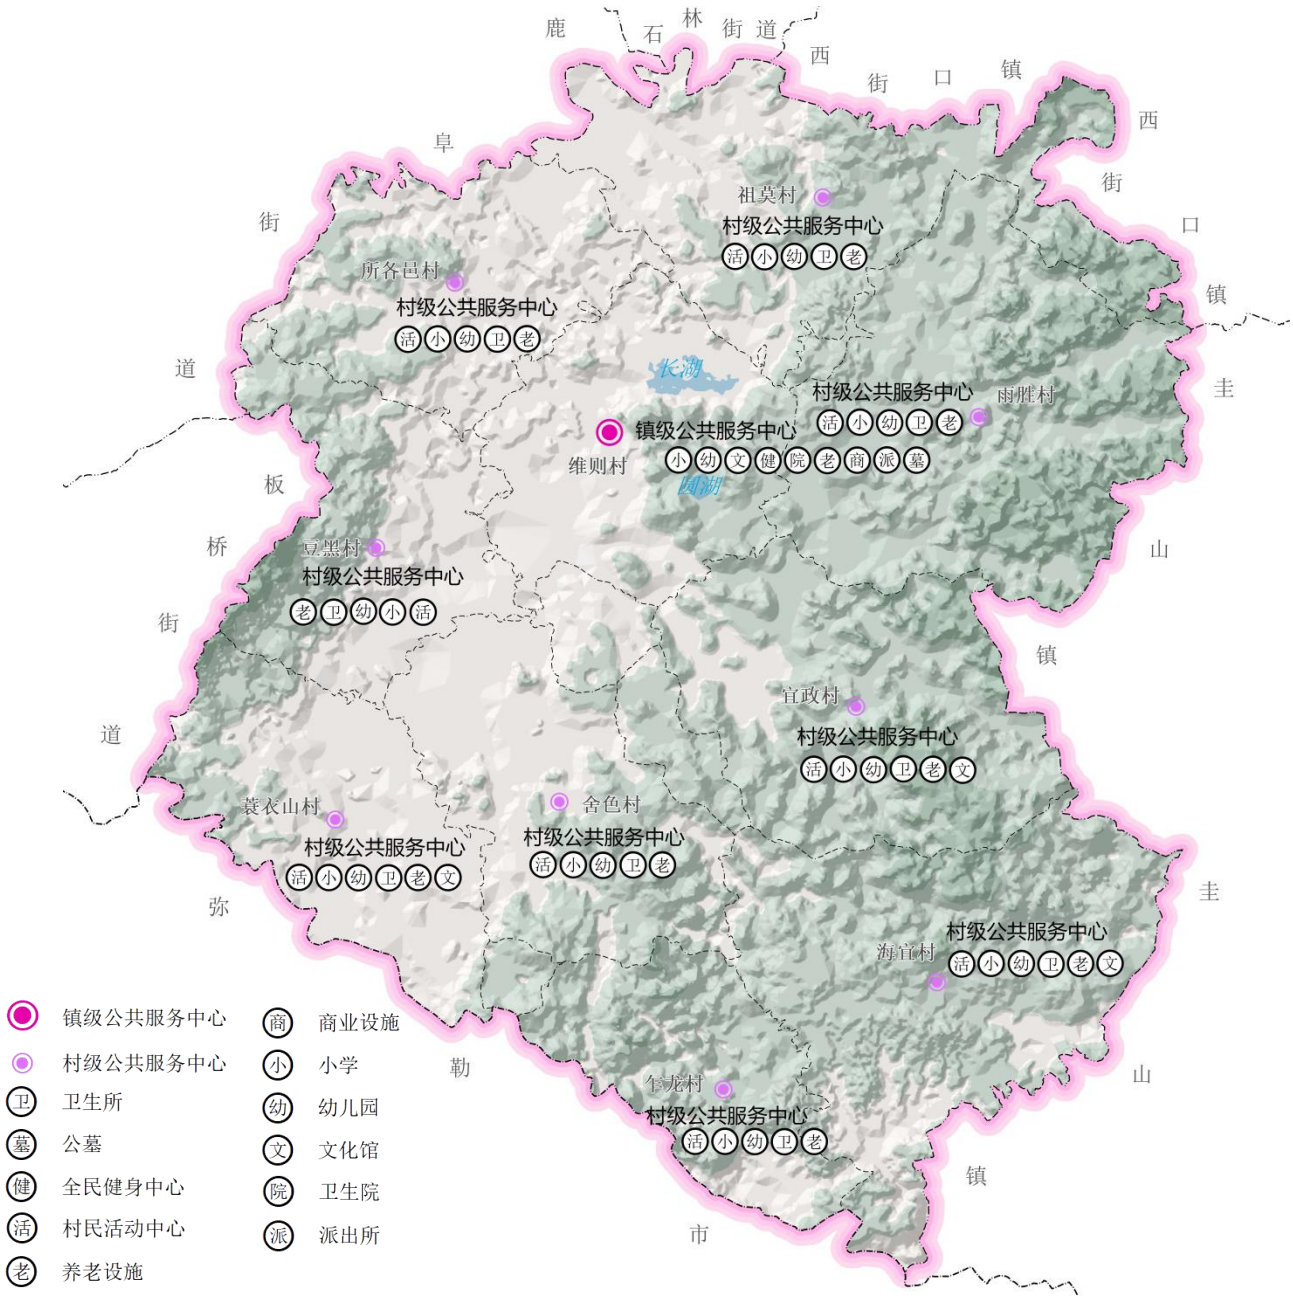 鹿
石林街道
西街口镇
阜
西街口镇
街
祖莫村
村级公共服务中心
活 小 幼 卫 老
所各邑村
村级公共服务中心
活 小 幼 卫 老
道
长湖
村级公共服务中心
雨胜村
活 小 幼 卫 老
圭
镇级公共服务中心
小 幼 文 健 院 老 商 派 墓
维则村
圆湖
板
桥
豆黑村
村级公共服务中心
老 卫 幼 小 活
山
街
镇
宜政村
村级公共服务中心
活 小 幼 卫 老 文
道
蓑衣山村
村级公共服务中心
活 小 幼 卫 老 文
舍色村
村级公共服务中心
活 小 幼 卫 老
弥
圭
海宜村
村级公共服务中心
活 小 幼 卫 老 文
勒
山
乍龙村
村级公共服务中心
活 小 幼 卫 老
镇
市
镇级公共服务中心
村级公共服务中心
卫 卫生所
墓 公墓
健 全民健身中心
活 村民活动中心
老 养老设施
商 商业设施
小 小学
幼 幼儿园
文 文化馆
院 卫生院
派 派出所